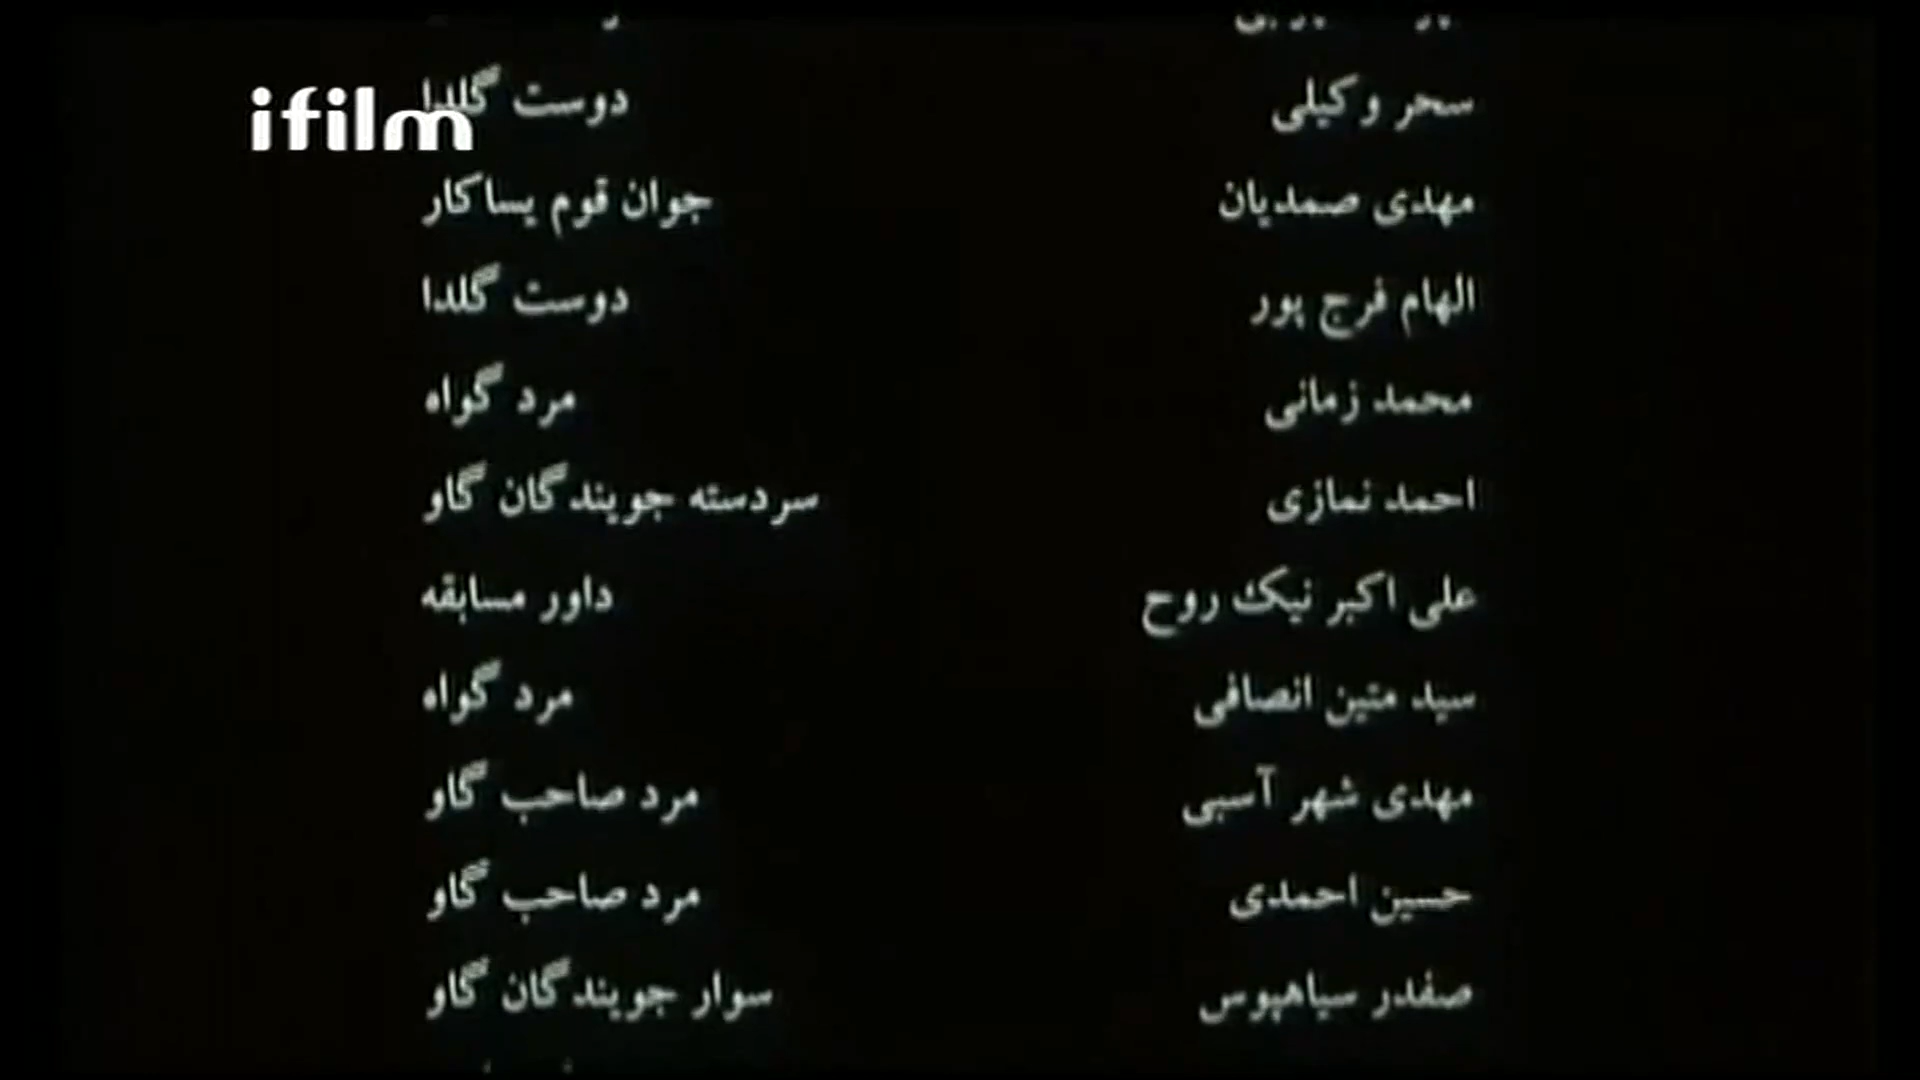 ifilm
سحر وکیلی دوست گلدا
مهدی صمدیان جوان قوم یساکار
الهام فرج پور دوست گلدا
محمد زمانی مرد گواه
احمد نمازی سردسته جویندگان گاو
علی اکبر نیک روح داور مسابقه
سید متین انصافی مرد گواه
مهدی شهر آسبی مرد صاحب گاو
حسین احمدی مرد صاحب گاو
صفدر سیاهپوس سوار جویندگان گاو